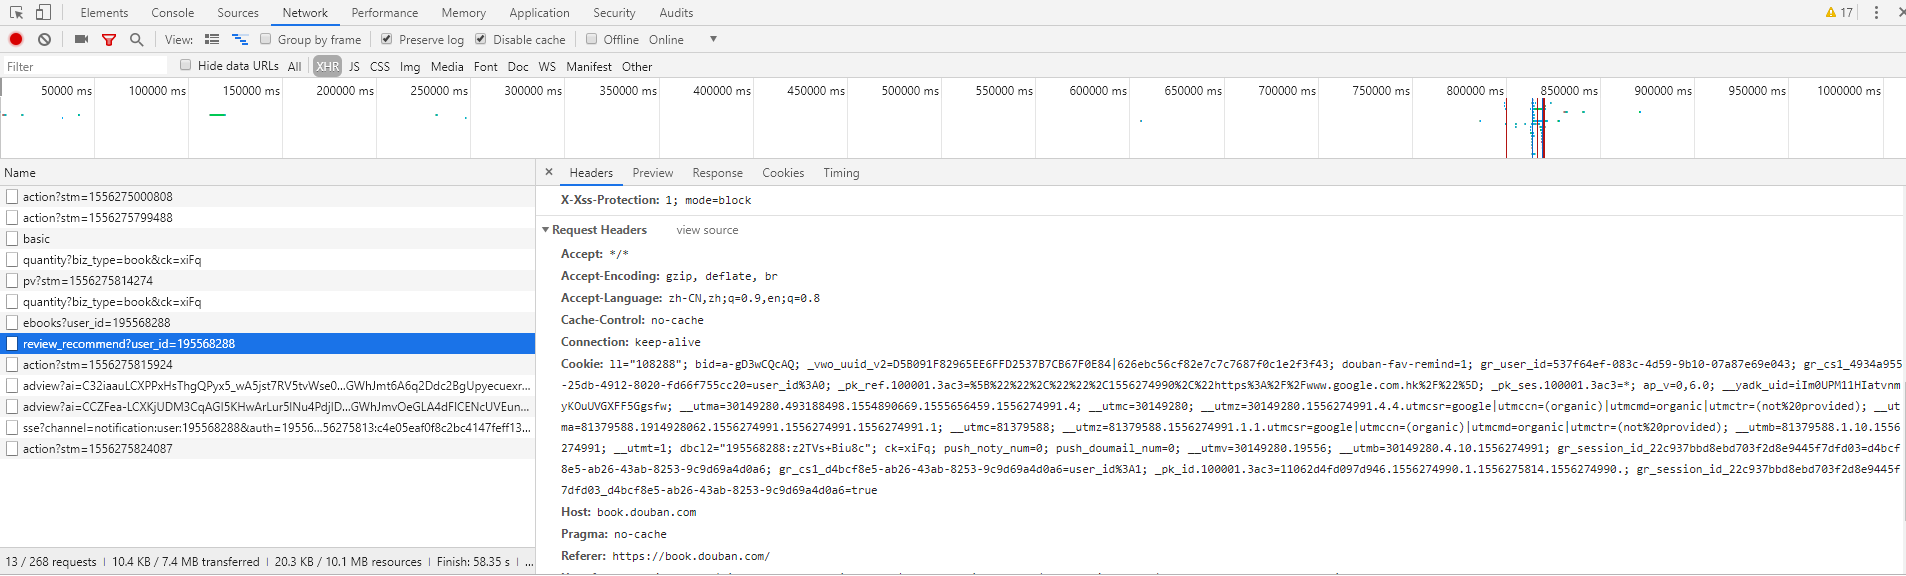 Elements Console Sources Network Performance Memory Application Security Audits 17
View: Group by frame Preserve log Disable cache Offline Online
Filter Hide data URLs All XHR JS CSS Img Media Font Doc WS Manifest Other
50000 ms 100000 ms 150000 ms 200000 ms 250000 ms 300000 ms 350000 ms 400000 ms 450000 ms 500000 ms 550000 ms 600000 ms 650000 ms 700000 ms 750000 ms 800000 ms 850000 ms 900000 ms 950000 ms 1000000 ms
Name
action?stm=1556275000808
action?stm=1556275799488
basic
quantity?biz_type=book&ck=xiFq
pv?stm=1556275814274
quantity?biz_type=book&ck=xiFq
ebooks?user_id=195568288
review_recommend?user_id=195568288
action?stm=1556275815924
adview?ai=C32iaauLCXPPxHsThgQPyx5_wA5jst7RV5tvWse0...GWhJmt6A6q2Ddc2BgUpyecuexr...
adview?ai=CCZFea-LCXKjUDM3CqAGI5KHwArLur5INu4PdjID...GWhJmvOeGLA4dFICENcUVEun...
sse?channel=notification:user:195568288&auth=19556...56275813:c4e05eaf0f8c2bc4147feff13...
action?stm=1556275824087
13 / 268 requests 10.4 KB / 7.4 MB transferred 20.3 KB / 10.1 MB resources Finish: 58.35 s ...
× Headers Preview Response Cookies Timing
X-Xss-Protection: 1; mode=block
Request Headers view source
Accept: */*
Accept-Encoding: gzip, deflate, br
Accept-Language: zh-CN,zh;q=0.9,en;q=0.8
Cache-Control: no-cache
Connection: keep-alive
Cookie: ll="108288"; bid=a-gD3wCQcAQ; _vwo_uuid_v2=D5B091F82965EE6FFD2537B7CB67F0E84|626ebc56cf82e7c7c7687f0c1e2f3f43; douban-fav-remind=1; gr_user_id=537f64ef-083c-4d59-9b10-07a87e69e043; gr_cs1_4934a955
-25db-4912-8020-fd66f755cc20=user_id%3A0; _pk_ref.100001.3ac3=%5B%22%22%2C%22%22%2C1556274990%2C%22https%3A%2F%2Fwww.google.com.hk%2F%22%5D; _pk_ses.100001.3ac3=*; ap_v=0,6.0; __yadk_uid=iIm0UPM11HIatvnm
yKOuUVGXFF5Ggsfw; __utma=30149280.493188498.1554890669.1555656459.1556274991.4; __utmc=30149280; __utmz=30149280.1556274991.4.4.utmcsr=google|utmccn=(organic)|utmcmd=organic|utmctr=(not%20provided); __ut
ma=81379588.1914928062.1556274991.1556274991.1556274991.1; __utmc=81379588; __utmz=81379588.1556274991.1.1.utmcsr=google|utmccn=(organic)|utmcmd=organic|utmctr=(not%20provided); __utmb=81379588.1.10.1556
274991; __utmt=1; dbcl2="195568288:z2TVs+Biu8c"; ck=xiFq; push_noty_num=0; push_doumail_num=0; __utmv=30149280.19556; __utmb=30149280.4.10.1556274991; gr_session_id_22c937bbd8ebd703f2d8e9445f7dfd03=d4bcf
8e5-ab26-43ab-8253-9c9d69a4d0a6; gr_cs1_d4bcf8e5-ab26-43ab-8253-9c9d69a4d0a6=user_id%3A1; _pk_id.100001.3ac3=11062d4fd097d946.1556274990.1.1556275814.1556274990.; gr_session_id_22c937bbd8ebd703f2d8e9445f
7dfd03_d4bcf8e5-ab26-43ab-8253-9c9d69a4d0a6=true
Host: book.douban.com
Pragma: no-cache
Referer: https://book.douban.com/